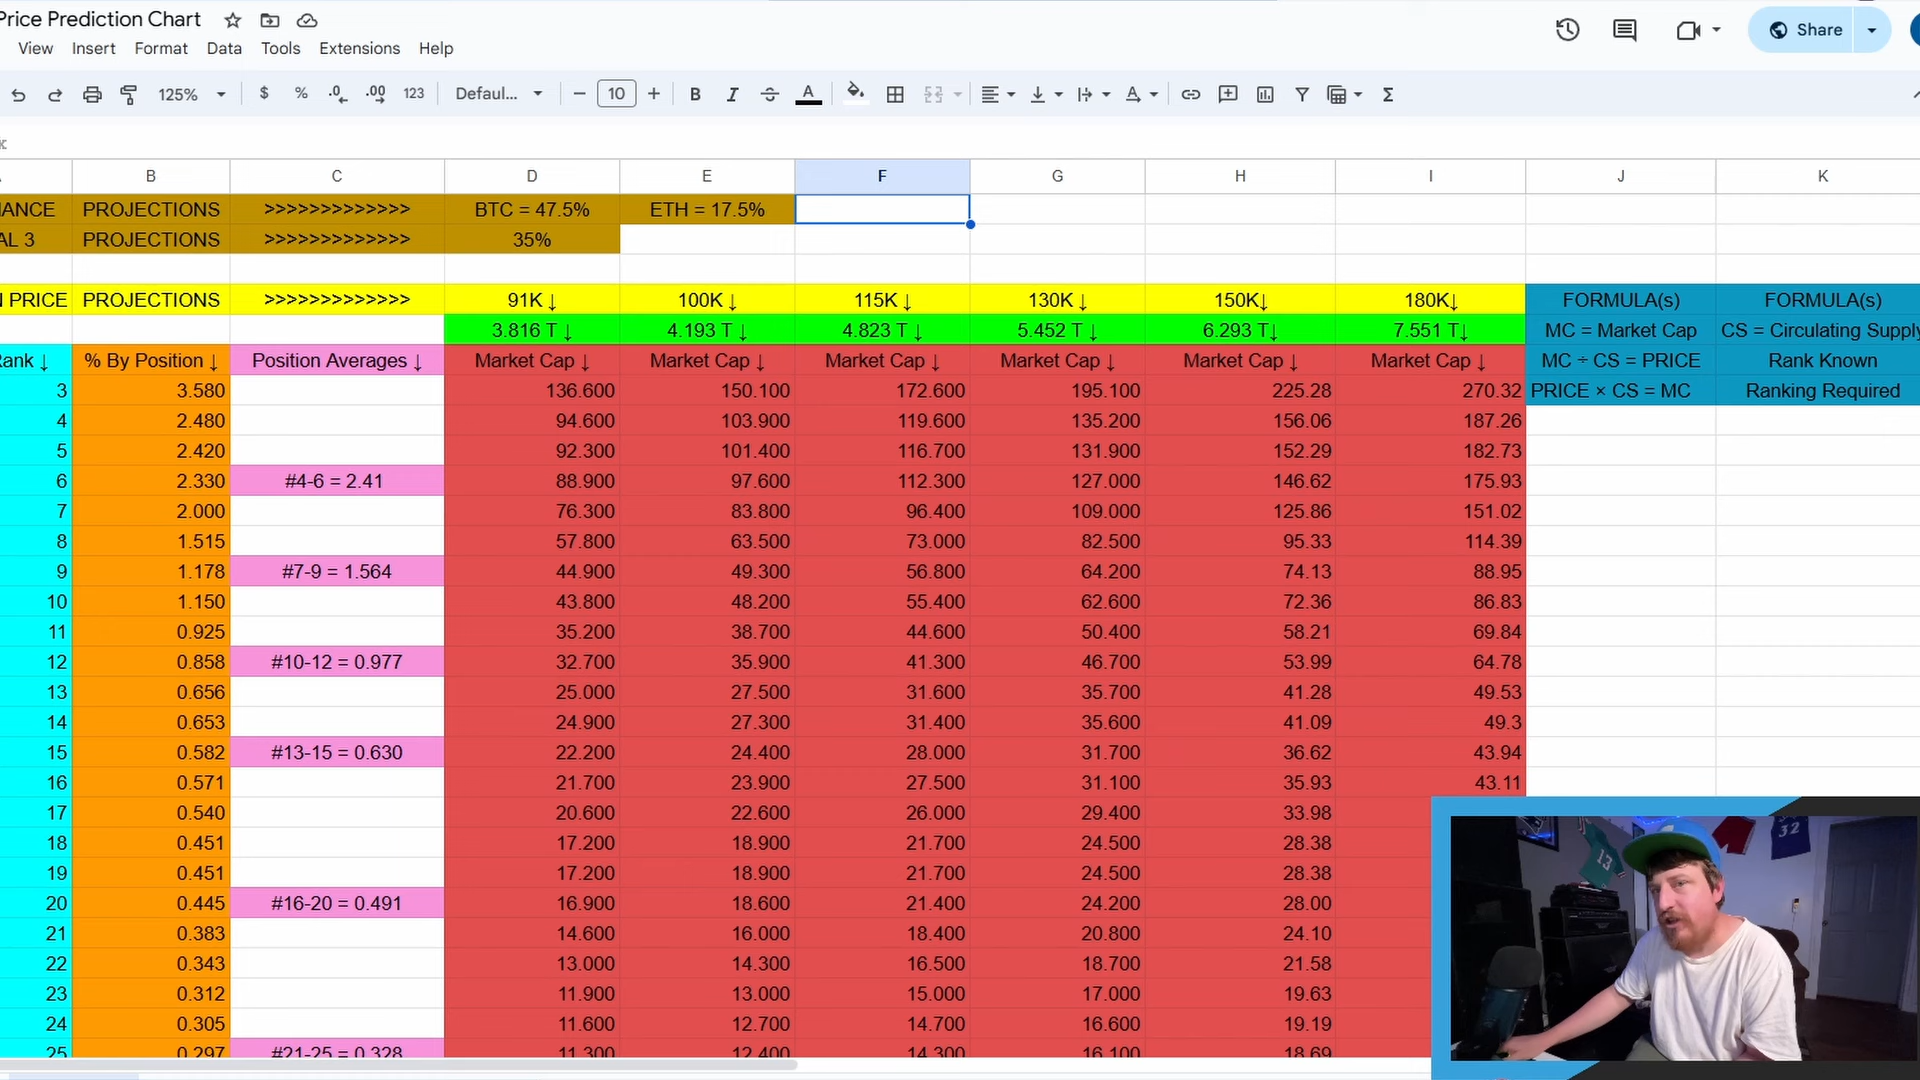 Price Prediction Chart
View Insert Format Data Tools Extensions Help
Share
125% $ % .0 .00 123 Defaul... 10 B I A
B C D E F G H I J K
ANCE PROJECTIONS >>>>>>>>>>>>> BTC = 47.5% ETH = 17.5%
AL 3 PROJECTIONS >>>>>>>>>>>>> 35%
N PRICE PROJECTIONS >>>>>>>>>>>>> 91K ↓ 100K ↓ 115K ↓ 130K ↓ 150K↓ 180K↓ FORMULA(s) FORMULA(s)
3.816 T ↓ 4.193 T ↓ 4.823 T ↓ 5.452 T ↓ 6.293 T↓ 7.551 T↓ MC = Market Cap CS = Circulating Supply
Rank ↓ % By Position ↓ Position Averages ↓ Market Cap ↓ Market Cap ↓ Market Cap ↓ Market Cap ↓ Market Cap ↓ Market Cap ↓ MC ÷ CS = PRICE Rank Known
3 3.580 136.600 150.100 172.600 195.100 225.28 270.32 PRICE × CS = MC Ranking Required
4 2.480 94.600 103.900 119.600 135.200 156.06 187.26
5 2.420 92.300 101.400 116.700 131.900 152.29 182.73
6 2.330 #4-6 = 2.41 88.900 97.600 112.300 127.000 146.62 175.93
7 2.000 76.300 83.800 96.400 109.000 125.86 151.02
8 1.515 57.800 63.500 73.000 82.500 95.33 114.39
9 1.178 #7-9 = 1.564 44.900 49.300 56.800 64.200 74.13 88.95
10 1.150 43.800 48.200 55.400 62.600 72.36 86.83
11 0.925 35.200 38.700 44.600 50.400 58.21 69.84
12 0.858 #10-12 = 0.977 32.700 35.900 41.300 46.700 53.99 64.78
13 0.656 25.000 27.500 31.600 35.700 41.28 49.53
14 0.653 24.900 27.300 31.400 35.600 41.09 49.3
15 0.582 #13-15 = 0.630 22.200 24.400 28.000 31.700 36.62 43.94
16 0.571 21.700 23.900 27.500 31.100 35.93 43.11
17 0.540 20.600 22.600 26.000 29.400 33.98
18 0.451 17.200 18.900 21.700 24.500 28.38
19 0.451 17.200 18.900 21.700 24.500 28.38
20 0.445 #16-20 = 0.491 16.900 18.600 21.400 24.200 28.00
21 0.383 14.600 16.000 18.400 20.800 24.10
22 0.343 13.000 14.300 16.500 18.700 21.58
23 0.312 11.900 13.000 15.000 17.000 19.63
24 0.305 11.600 12.700 14.700 16.600 19.19
25 0.297 #21-25 = 0.328 11.300 12.400 14.300 16.100 18.69
13
32